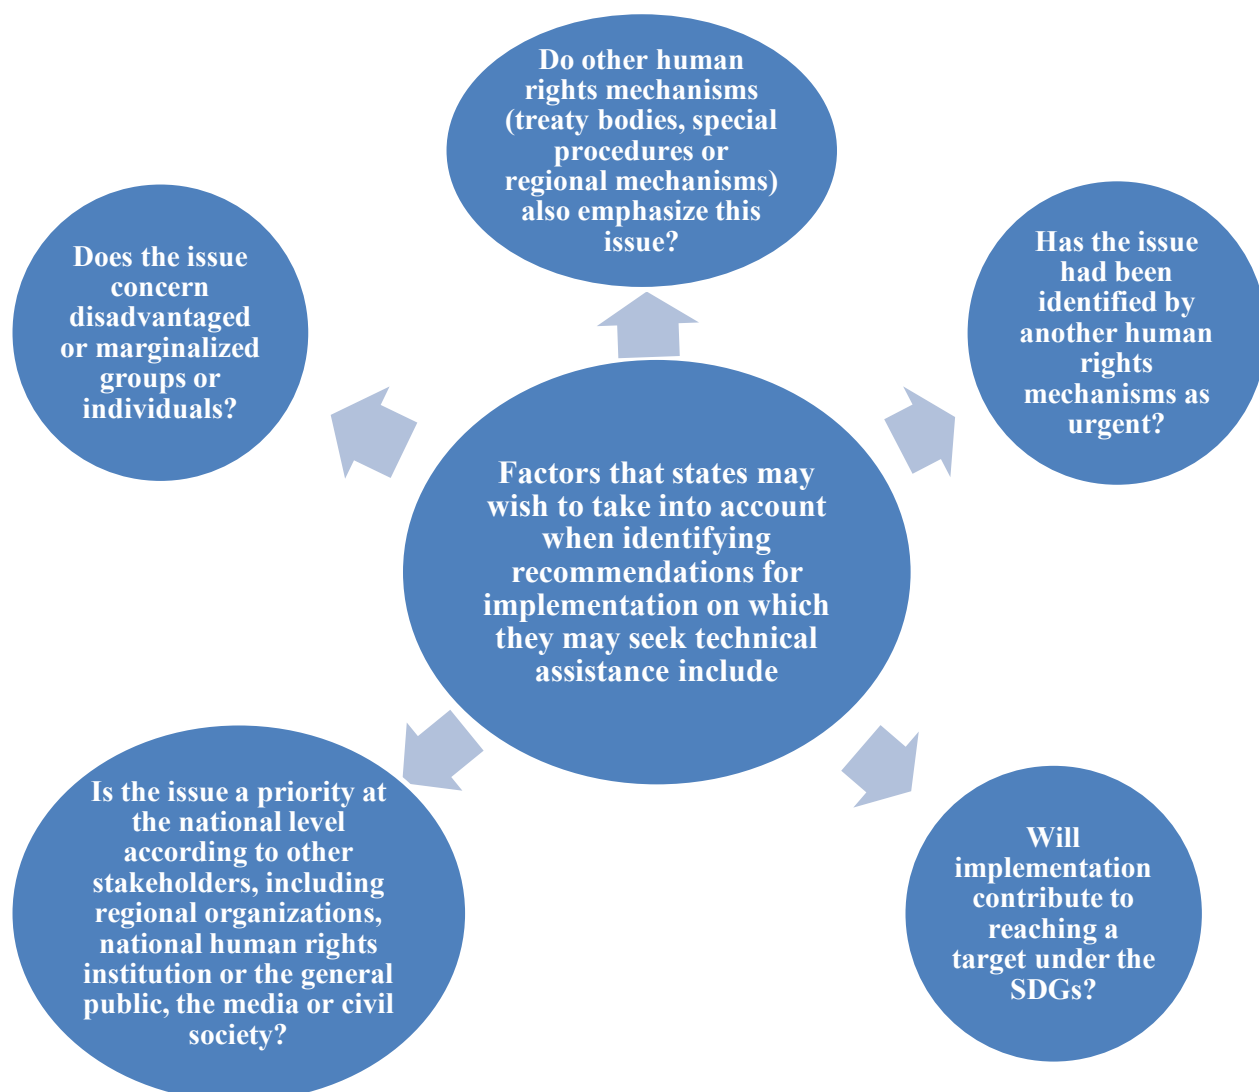 Do other human
rights mechanisms
(treaty bodies, special
procedures or
regional mechanisms)
also emphasize this
issue?
Does the issue
concern
disadvantaged
or marginalized
groups or
individuals?
Has the issue
had been
identified by
another human
rights
mechanisms as
urgent?
Factors that states may
wish to take into account
when identifying
recommendations for
implementation on which
they may seek technical
assistance include
Is the issue a priority at
the national level
according to other
stakeholders, including
regional organizations,
national human rights
institution or the general
public, the media or civil
society?
Will
implementation
contribute to
reaching a
target under the
SDGs?